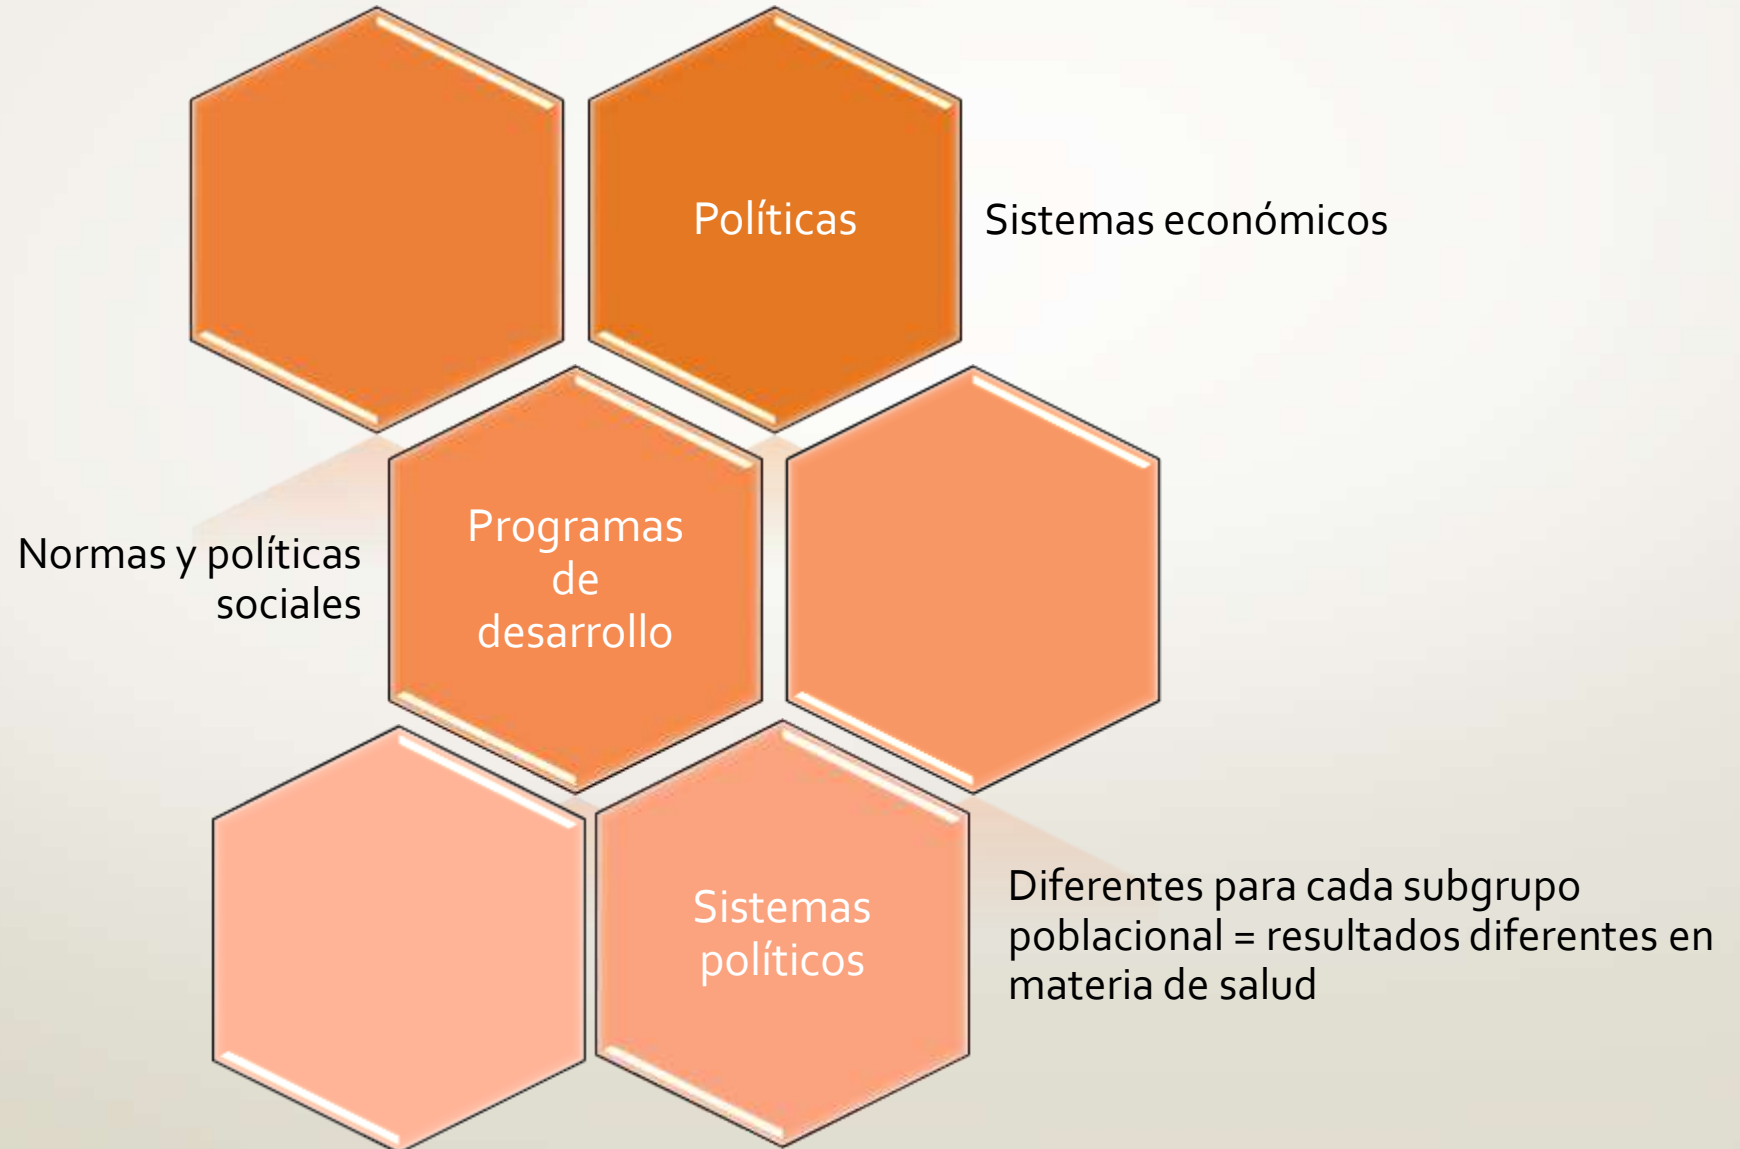 Políticas
Sistemas económicos
Normas y políticas
sociales
Programas
de
desarrollo
Sistemas
políticos
Diferentes para cada subgrupo
poblacional = resultados diferentes en
materia de salud